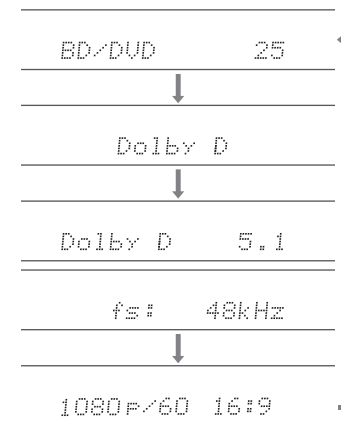 BD/DVD 25
Dolby D
Dolby D 5.1
fs: 48kHz
1080p/60 16:9